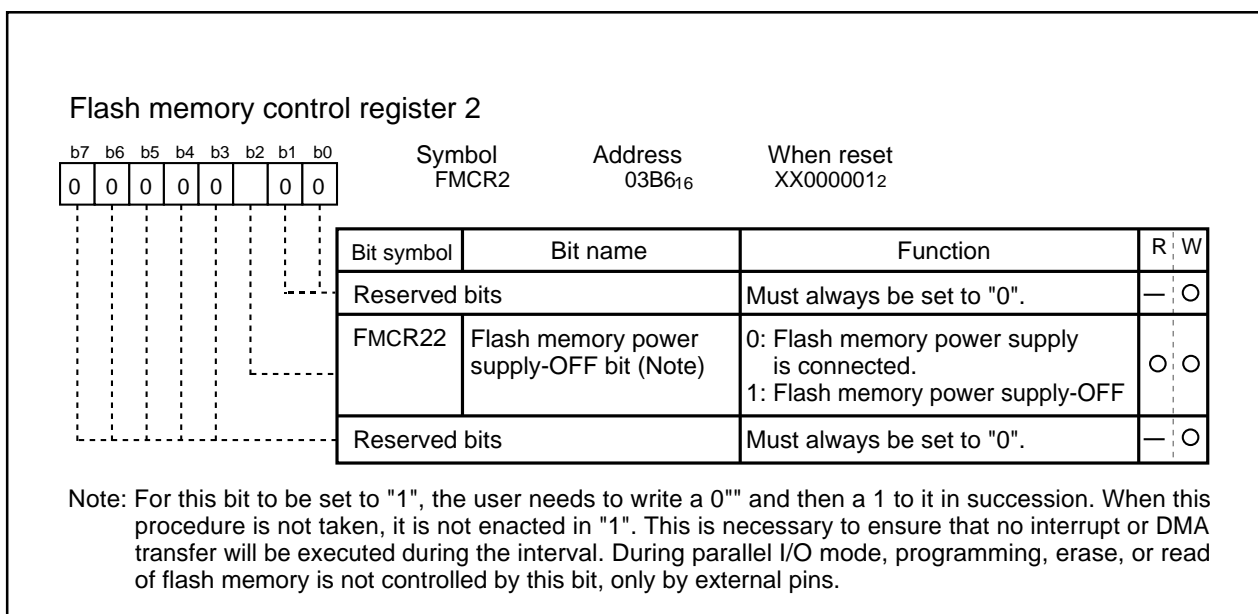 Flash memory control register 2
b7 b6 b5 b4 b3 b2 b1 b0
0 0 0 0 0 0 0
Symbol Address When reset
FMCR2 03B616 XX0000012
Bit symbol Bit name Function R W
Reserved bits Must always be set to "0". — O
FMCR22 Flash memory power supply-OFF bit (Note) 0: Flash memory power supply is connected. 1: Flash memory power supply-OFF O O
Reserved bits Must always be set to "0". — O
Note: For this bit to be set to "1", the user needs to write a 0"" and then a 1 to it in succession. When this
procedure is not taken, it is not enacted in "1". This is necessary to ensure that no interrupt or DMA
transfer will be executed during the interval. During parallel I/O mode, programming, erase, or read
of flash memory is not controlled by this bit, only by external pins.